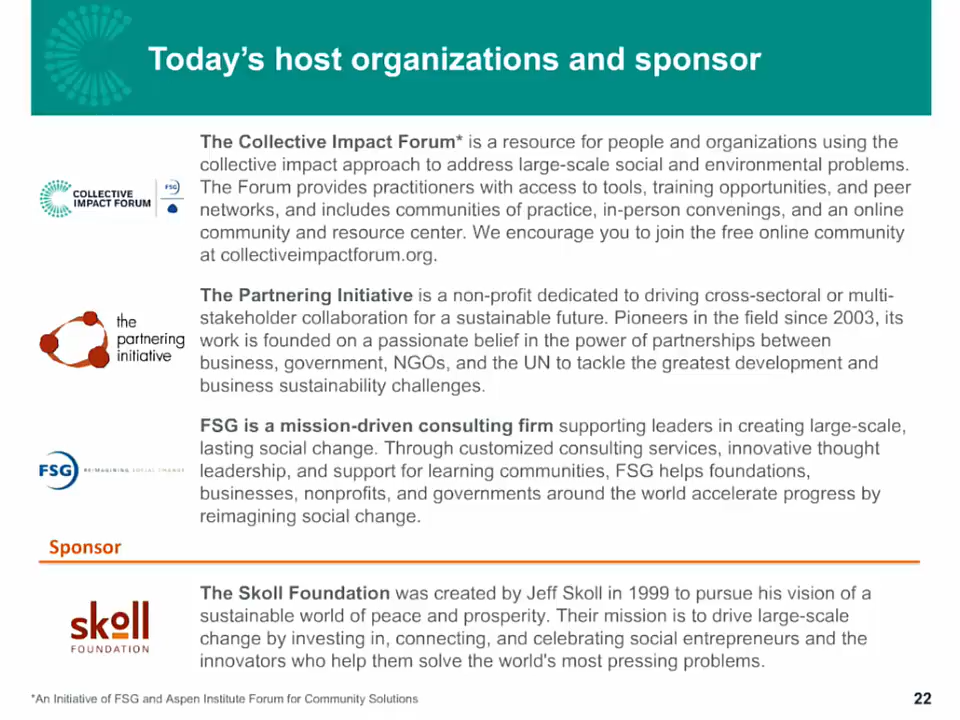 Today's host organizations and sponsor
The Collective Impact Forum* is a resource for people and organizations using the
collective impact approach to address large-scale social and environmental problems.
The Forum provides practitioners with access to tools, training opportunities, and peer
networks, and includes communities of practice, in-person convenings, and an online
community and resource center. We encourage you to join the free online community
at collectiveimpactforum.org.
COLLECTIVE
IMPACT FORUM
FSG
The Partnering Initiative is a non-profit dedicated to driving cross-sectoral or multi-
stakeholder collaboration for a sustainable future. Pioneers in the field since 2003, its
work is founded on a passionate belief in the power of partnerships between
business, government, NGOs, and the UN to tackle the greatest development and
business sustainability challenges.
the
partnering
initiative
FSG is a mission-driven consulting firm supporting leaders in creating large-scale,
lasting social change. Through customized consulting services, innovative thought
leadership, and support for learning communities, FSG helps foundations,
businesses, nonprofits, and governments around the world accelerate progress by
reimagining social change.
FSG REIMAGINING SOCIAL CHANGE
Sponsor
The Skoll Foundation was created by Jeff Skoll in 1999 to pursue his vision of a
sustainable world of peace and prosperity. Their mission is to drive large-scale
change by investing in, connecting, and celebrating social entrepreneurs and the
innovators who help them solve the world's most pressing problems.
skoll
FOUNDATION
*An Initiative of FSG and Aspen Institute Forum for Community Solutions
22